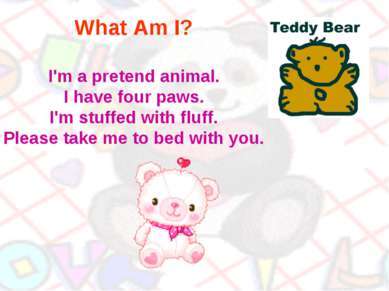 What Am I?
Teddy Bear
I'm a pretend animal.
I have four paws.
I'm stuffed with fluff.
Please take me to bed with you.